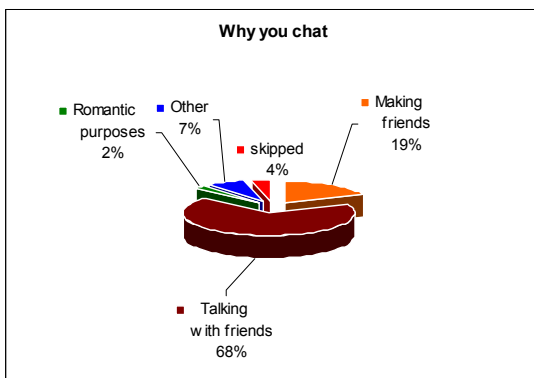 Why you chat
Romantic
purposes
2%
Other
7%
skipped
4%
Making
friends
19%
Talking
with friends
68%